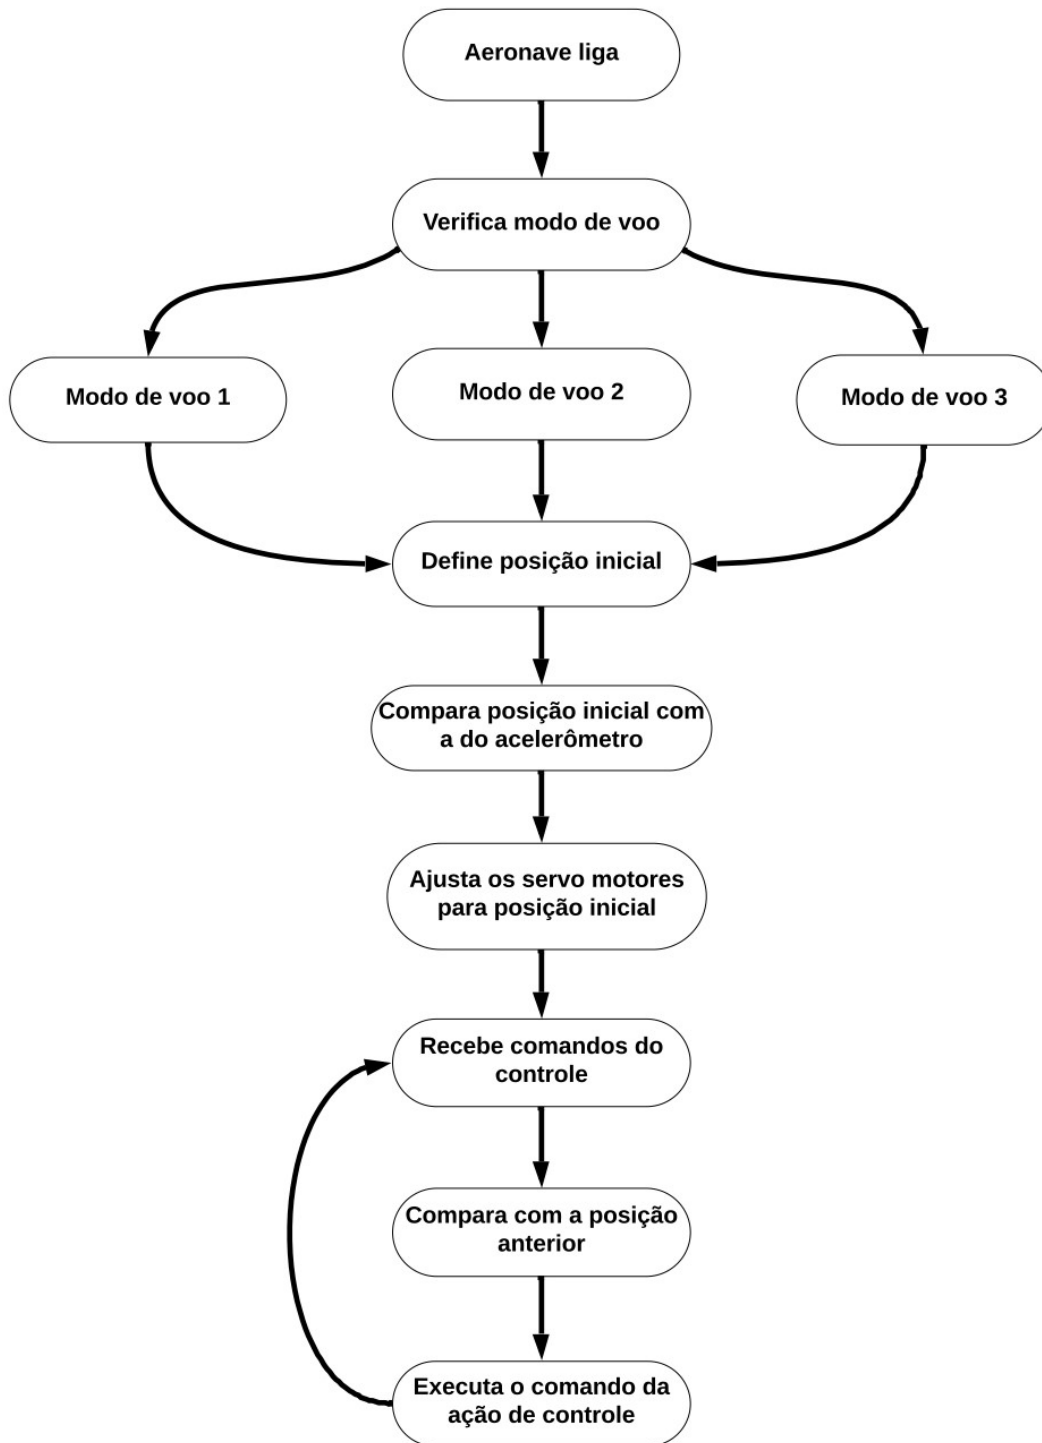 Aeronave liga
Verifica modo de voo
Modo de voo 1
Modo de voo 2
Modo de voo 3
Define posição inicial
Compara posição inicial com
a do acelerômetro
Ajusta os servo motores
para posição inicial
Recebe comandos do
controle
Compara com a posição
anterior
Executa o comando da
ação de controle